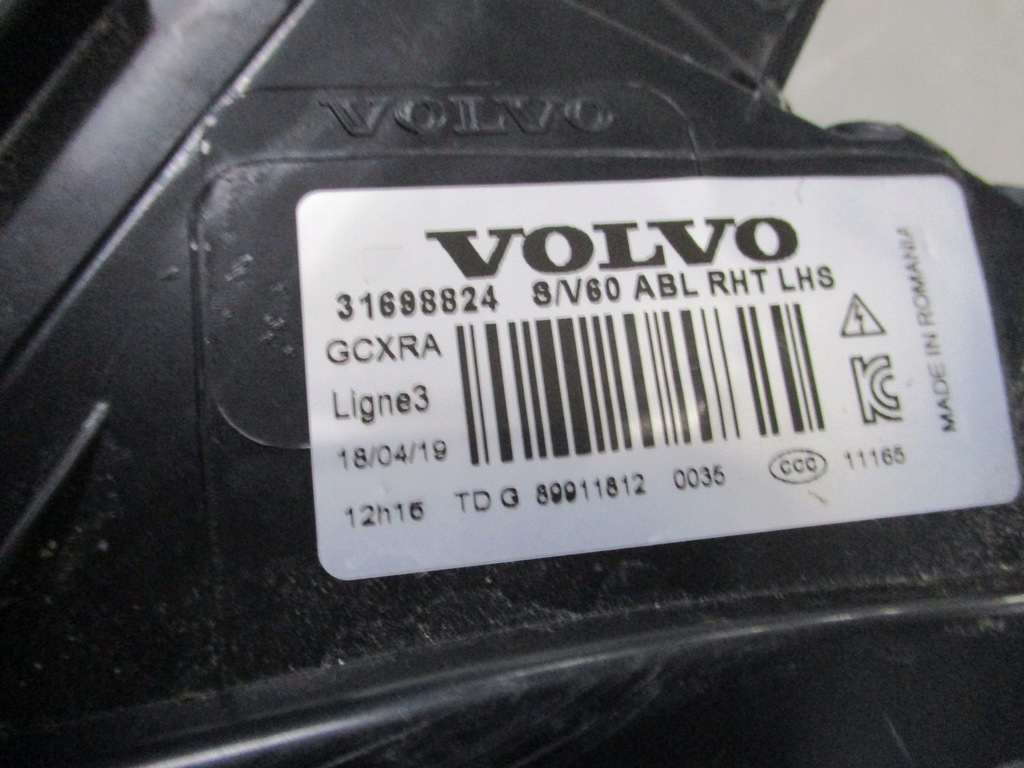 VOLVO
VOLVO
31698824 S/V60 ABL RHT LHS
GCXRA
Ligne3
18/04/19
12h16 TD G 89911812 0035 CCC 11165
MADE IN ROMANIA